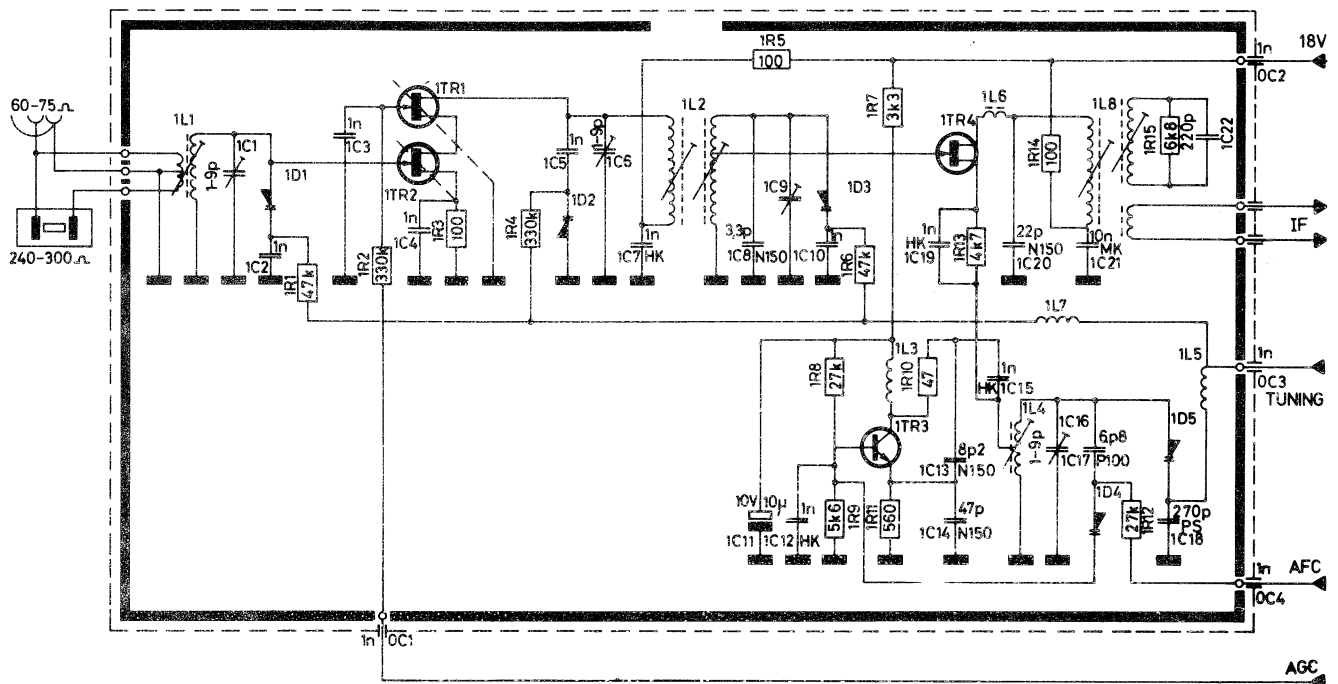 1n
18V
1R5
100
0C2
60-75Ω
1TR1
1R7
3k3
1L6
1L1
1L2
1L8
1n
1C3
1-9p
1C6
1TR4
1R14
100
1R15
6k8
220p
1C22
1C1
1-9p
1n
1C5
1D1
1TR2
1D2
1C9
1D3
1n
1C4
1R3
100
1R4
330k
1n
1C7 HK
3,3p
1C8 N150
1n
1C10
1n
HK
1C19
1R13
4k7
22p
N150
1C20
10n
MK
1C21
IF
240-300Ω
1n
1C2
1R1
47k
1R2
330k
1R6
47k
1L7
1L3
1L5
1n
0C3
TUNING
1R8
27k
1R10
47
1n
HK 1C15
1TR3
1L4
1-9p
1C16
6p8
1C17 P100
1D5
8p2
1C13 N150
1D4
10V 10µ
1C11
1n
1C12 HK
5k6
1R9
1R11
560
47p
1C14 N150
27k
1R12
270p
PS
1C18
1n
AFC
0C4
1n
0C1
AGC